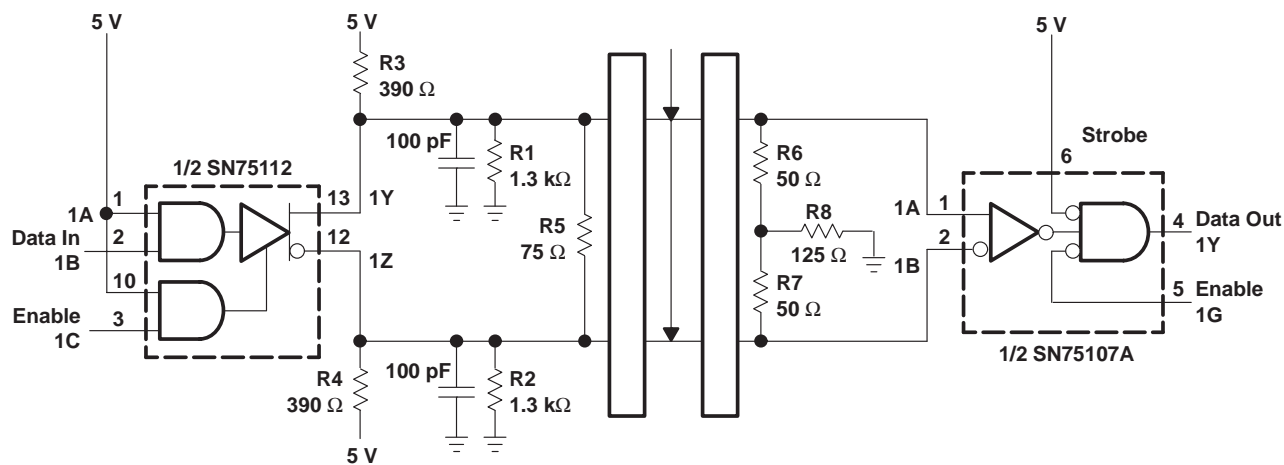 5 V
5 V
5 V
R3
390 Ω
100 pF
R1
1.3 kΩ
1/2 SN75112
1
1A
Data In
2
1B
10
Enable
3
1C
13
1Y
12
1Z
R5
75 Ω
R4
390 Ω
5 V
100 pF
R2
1.3 kΩ
R6
50 Ω
R8
125 Ω
R7
50 Ω
Strobe
6
1A
1
2
1B
4
Data Out
1Y
5
Enable
1G
1/2 SN75107A